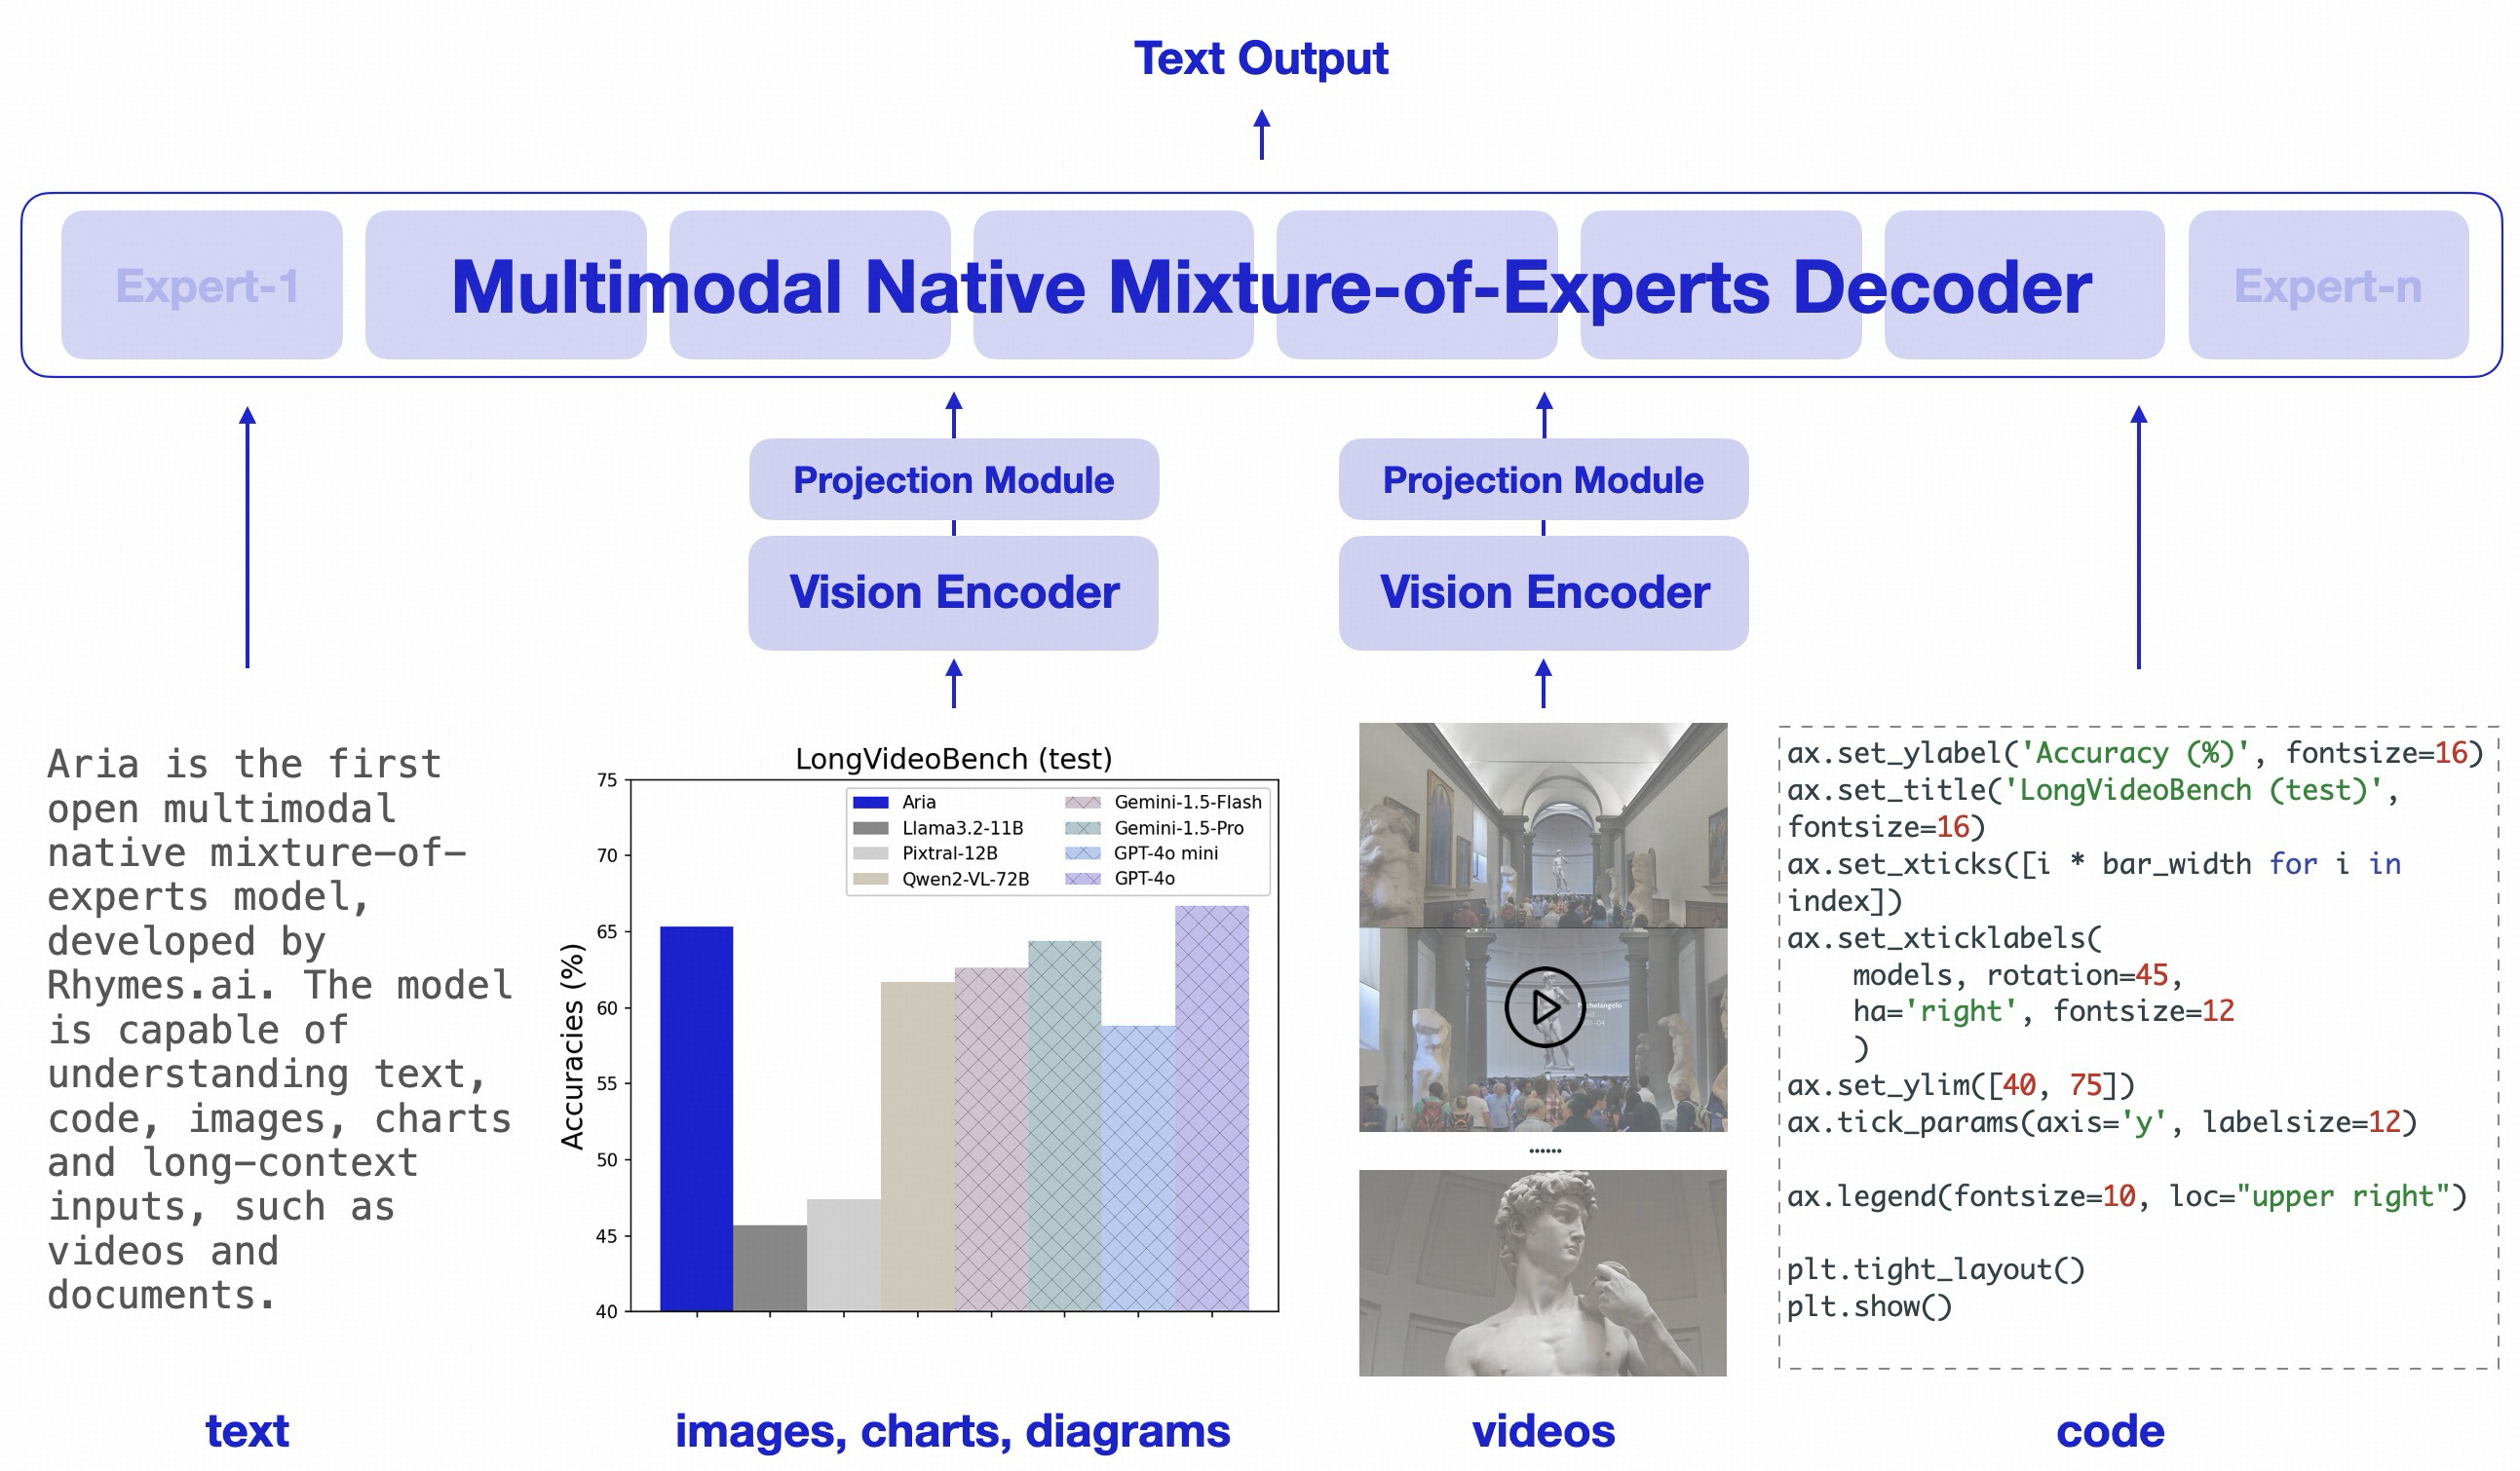 Text Output
Expert-1
Multimodal Native Mixture-of-Experts Decoder
Expert-n
Projection Module
Projection Module
Vision Encoder
Vision Encoder
Aria is the first
open multimodal
native mixture-of-
experts model,
developed by
Rhymes.ai. The model
is capable of
understanding text,
code, images, charts
and long-context
inputs, such as
videos and
documents.
LongVideoBench (test)
Accuracies (%)
75
70
65
60
55
50
45
40
Aria
Llama3.2-11B
Pixtral-12B
Qwen2-VL-72B
Gemini-1.5-Flash
Gemini-1.5-Pro
GPT-4o mini
GPT-4o
Michelangelo
......
ax.set_ylabel('Accuracy (%)', fontsize=16)
ax.set_title('LongVideoBench (test)',
fontsize=16)
ax.set_xticks([i * bar_width for i in
index])
ax.set_xticklabels(
    models, rotation=45,
    ha='right', fontsize=12
    )
ax.set_ylim([40, 75])
ax.tick_params(axis='y', labelsize=12)
ax.legend(fontsize=10, loc="upper right")
plt.tight_layout()
plt.show()
text
images, charts, diagrams
videos
code